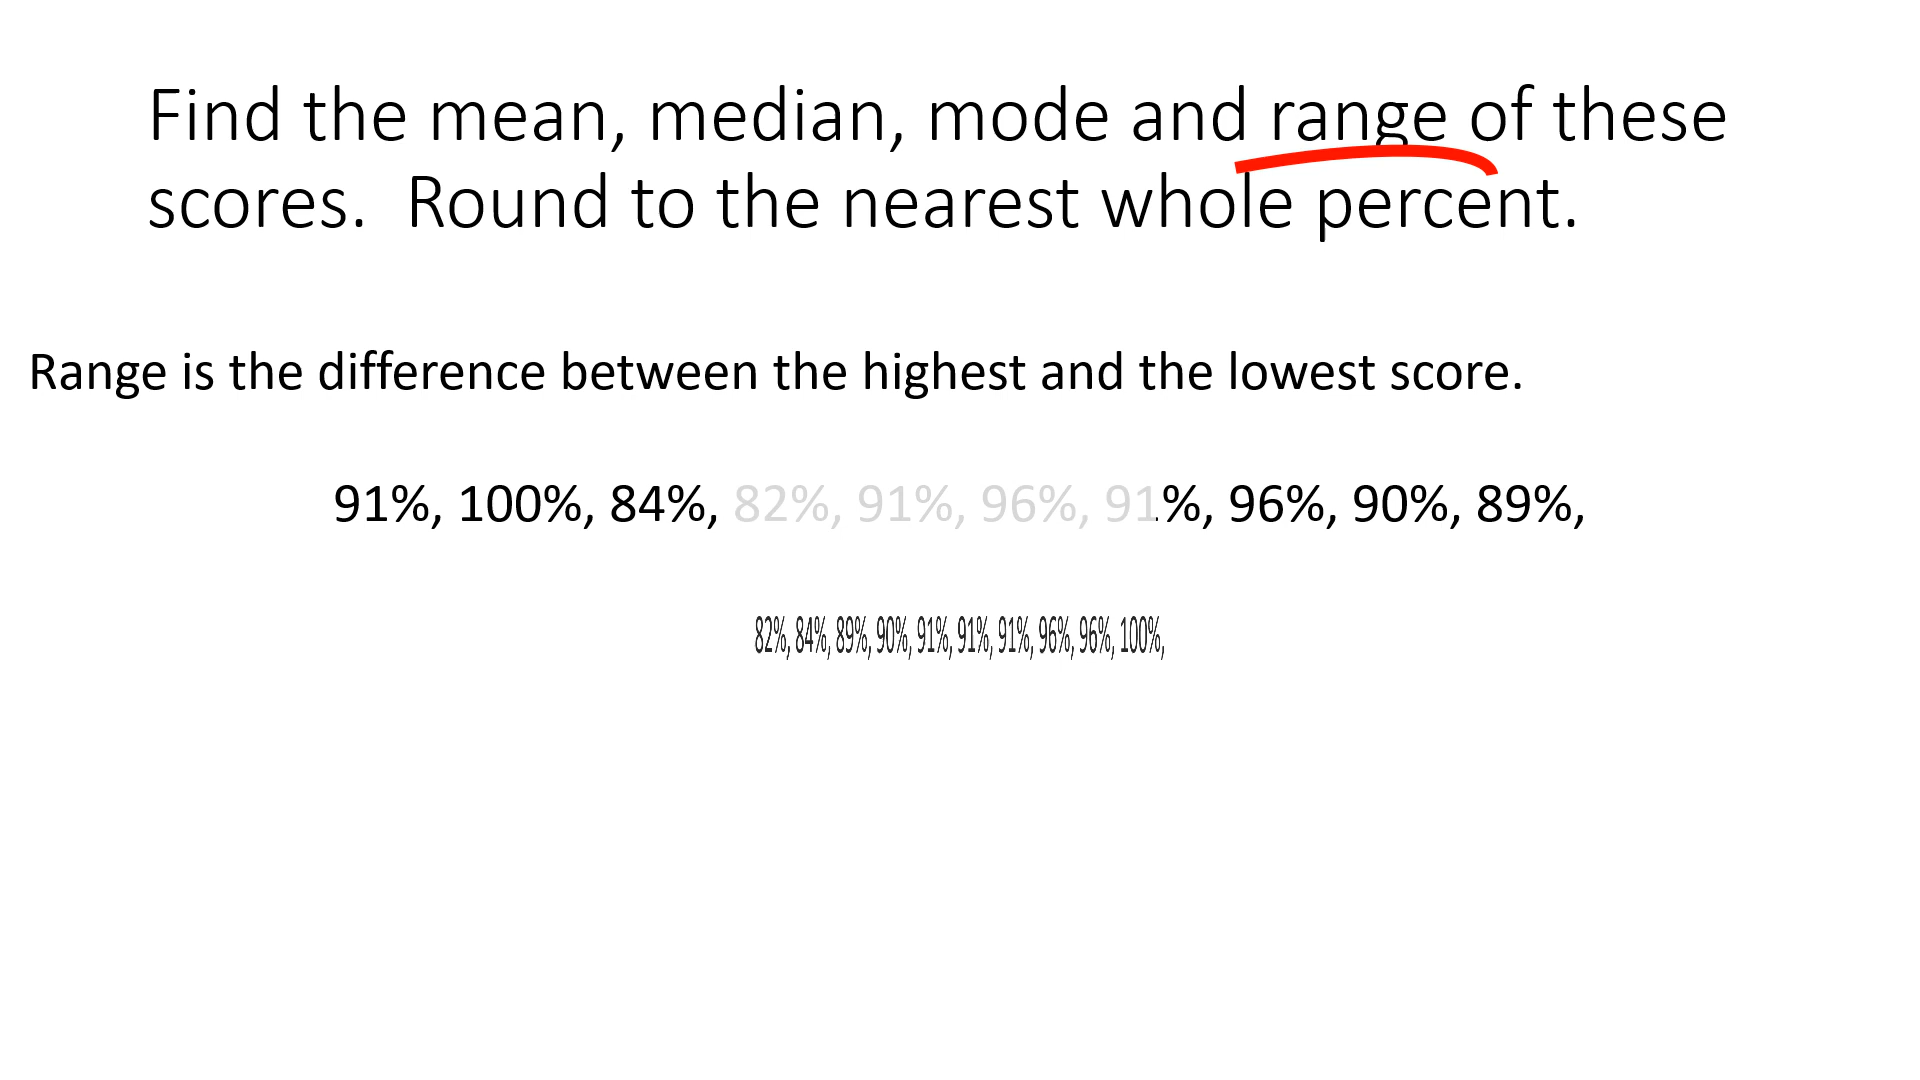 Find the mean, median, mode and range of these
scores.  Round to the nearest whole percent.
Range is the difference between the highest and the lowest score.
91%, 100%, 84%, 82%, 91%, 96%, 91%, 96%, 90%, 89%,
82%, 84%, 89%, 90%, 91%, 91%, 91%, 96%, 96%, 100%,